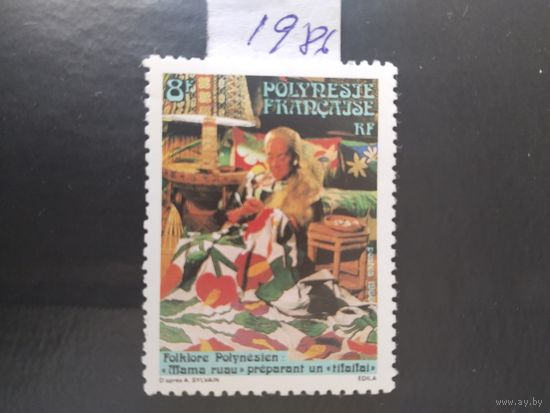 1986
8F
POLYNESIE
FRANÇAISE
RF
Folklore Polynésien :
«Mama ruau» préparant un «tifaifai»
D'après A. SYLVAIN
EDILA
www.ay.by